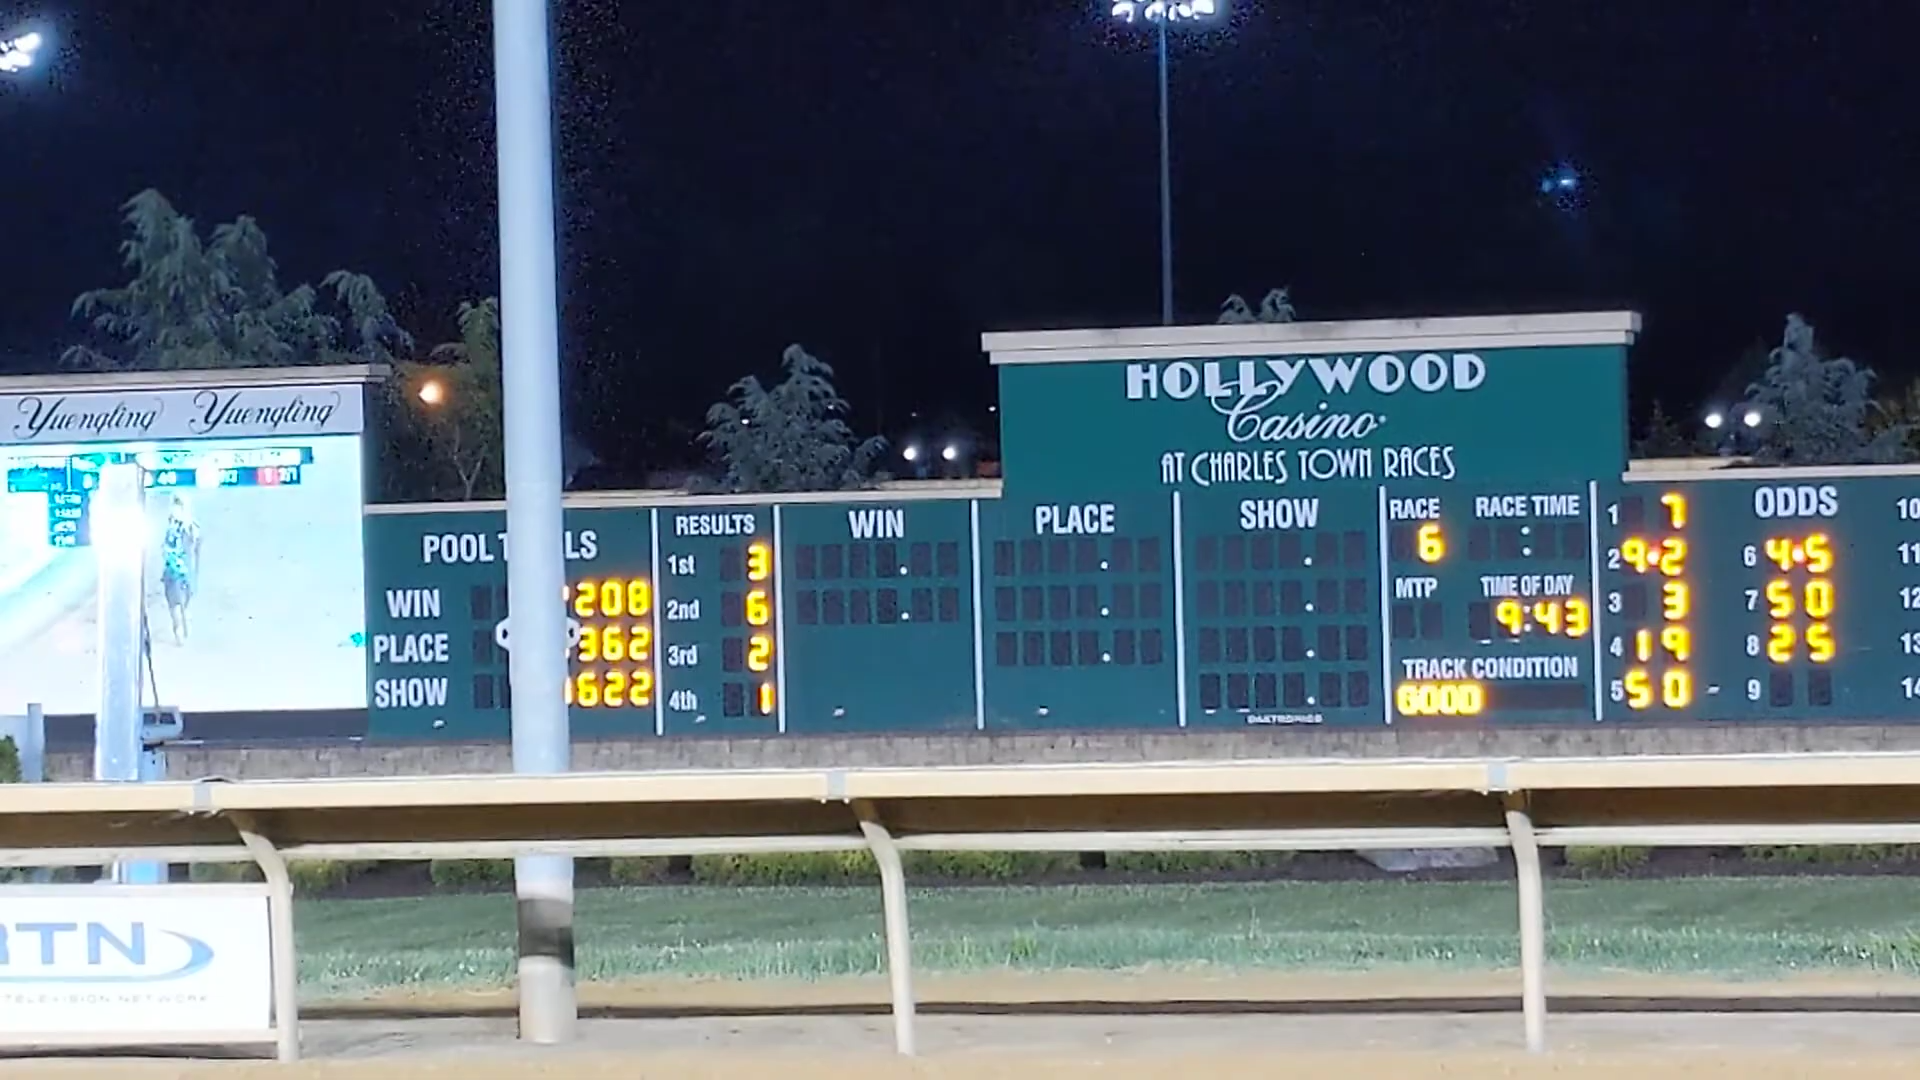 Yuengling Yuengling
HOLLYWOOD
Casino
AT CHARLES TOWN RACES
POOL
WIN 208
PLACE 362
SHOW 622
RESULTS
1st 3
2nd 6
3rd 2
4th 1
WIN
PLACE
SHOW
DAKTRONICS
RACE
6
RACE TIME
:
MTP
TIME OF DAY
9:43
TRACK CONDITION
GOOD
ODDS
1 7
2 9-2
3 3
4 19
5 50
6 4-5
7 50
8 25
9
10
11
12
13
14
TELEVISION NETWORK